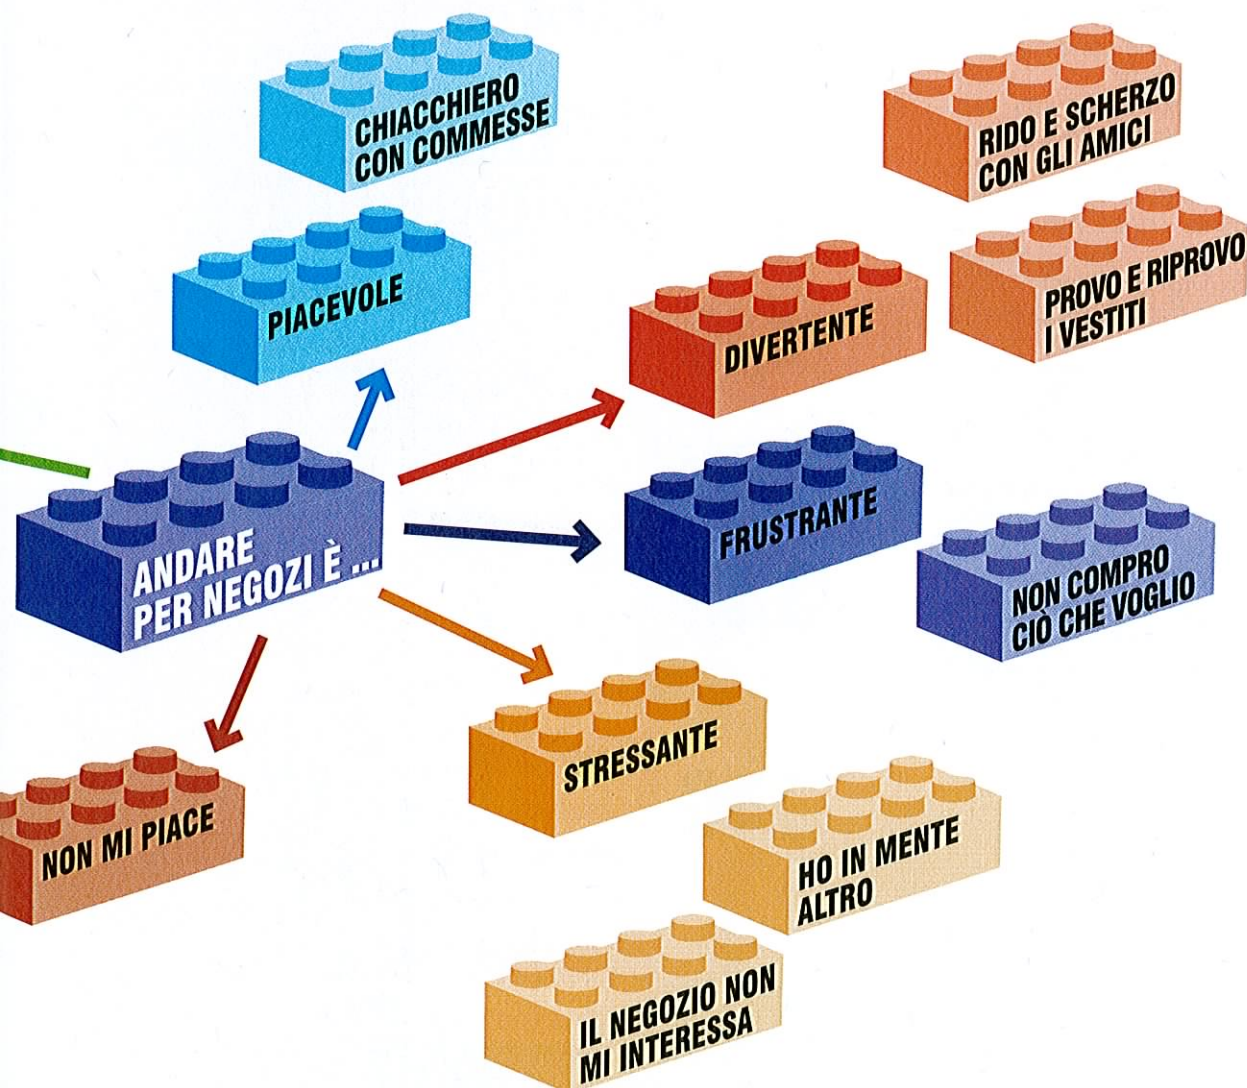 CHIACCHIERO
CON COMMESSE
PIACEVOLE
RIDO E SCHERZO
CON GLI AMICI
PROVO E RIPROVO
I VESTITI
DIVERTENTE
ANDARE
PER NEGOZI È ...
FRUSTRANTE
NON COMPRO
CIÒ CHE VOGLIO
STRESSANTE
HO IN MENTE
ALTRO
IL NEGOZIO NON
MI INTERESSA
NON MI PIACE